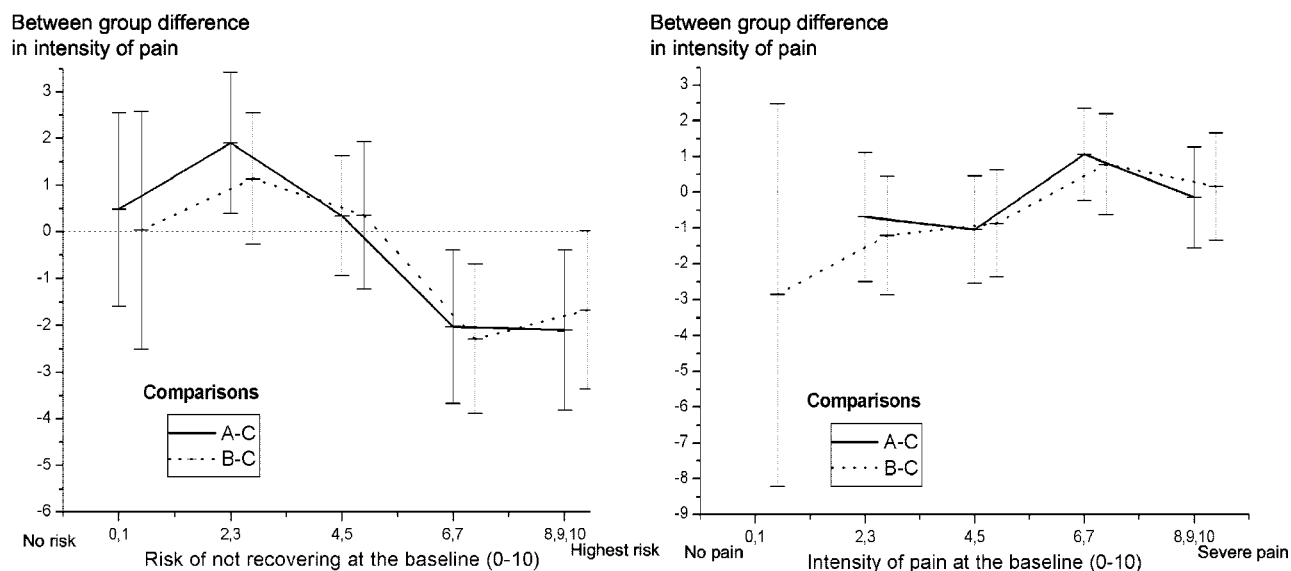 Between group difference
in intensity of pain
3
2
1
0
-1
-2
-3
-4
-5
-6
Comparisons
A-C
B-C
0,1
2,3
4,5
6,7
8,9,10
No risk
Risk of not recovering at the baseline (0-10)
Highest risk
Between group difference
in intensity of pain
3
2
1
0
-1
-2
-3
-4
-5
-6
-7
-8
-9
Comparisons
A-C
B-C
0,1
2,3
4,5
6,7
8,9,10
No pain
Intensity of pain at the baseline (0-10)
Severe pain